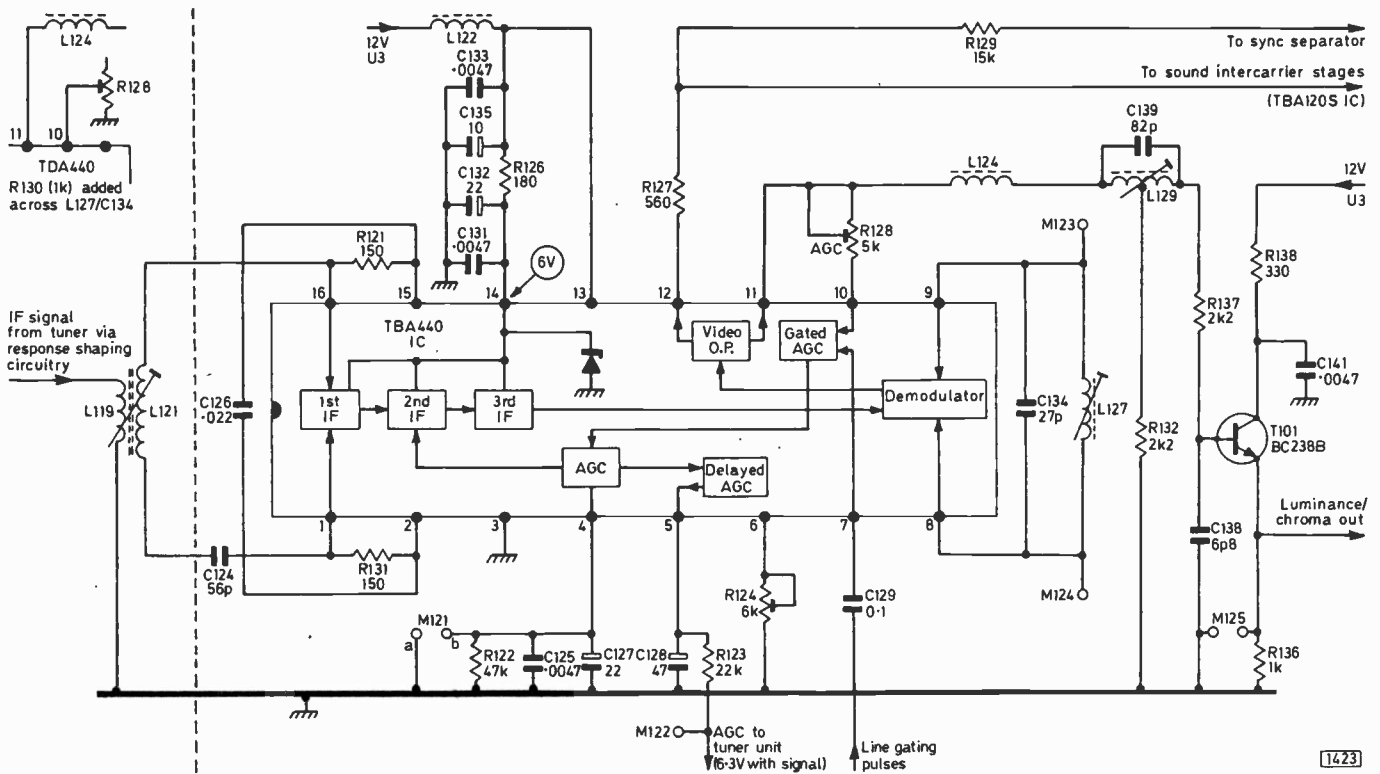 L124
R128
11
10
TDA440
R130 (1k) added
across L127/C134
12V
U3
L122
C133
·0047
C135
10
C132
22
C131
·0047
R126
180
6V
R129
15k
To sync separator
To sound intercarrier stages
(TBA120S IC)
R127
560
L124
C139
82p
L129
12V
U3
AGC
R128
5k
M123
R138
330
R137
2k2
C141
·0047
R121
150
16
15
14
13
12
11
10
9
IF signal
from tuner via
response shaping
circuitry
L119
L121
C126
·022
TBA440
IC
1st
IF
2nd
IF
3rd
IF
Video
O.P.
Gated
AGC
Demodulator
AGC
Delayed
AGC
C134
27p
L127
R132
2k2
T101
BC238B
Luminance/
chroma out
1
2
3
4
5
6
7
8
C124
56p
R131
150
M121
a
b
R122
47k
C125
·0047
C127
22
C128
47
R123
22k
R124
6k
C129
0·1
M124
C138
6p8
M125
R136
1k
M122
AGC to
tuner unit
(6·3V with signal)
Line gating
pulses
1423